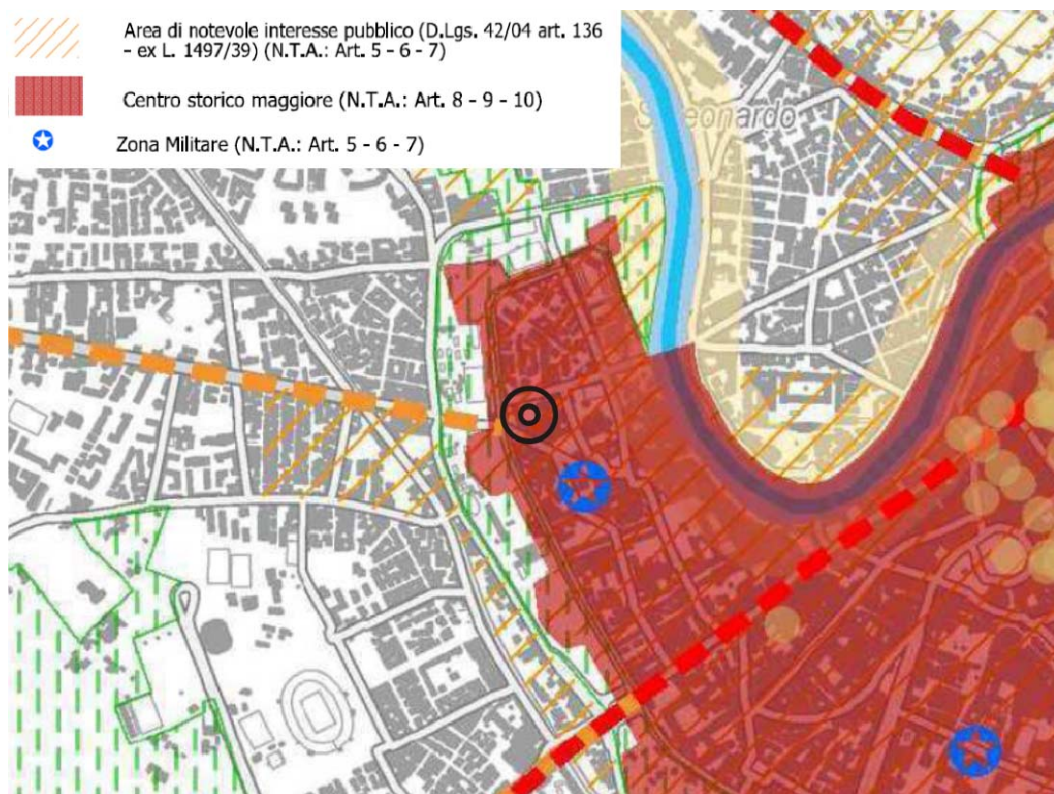 Area di notevole interesse pubblico (D.Lgs. 42/04 art. 136
- ex L. 1497/39) (N.T.A.: Art. 5 - 6 - 7)
Centro storico maggiore (N.T.A.: Art. 8 - 9 - 10)
Zona Militare (N.T.A.: Art. 5 - 6 - 7)
S. Leonardo